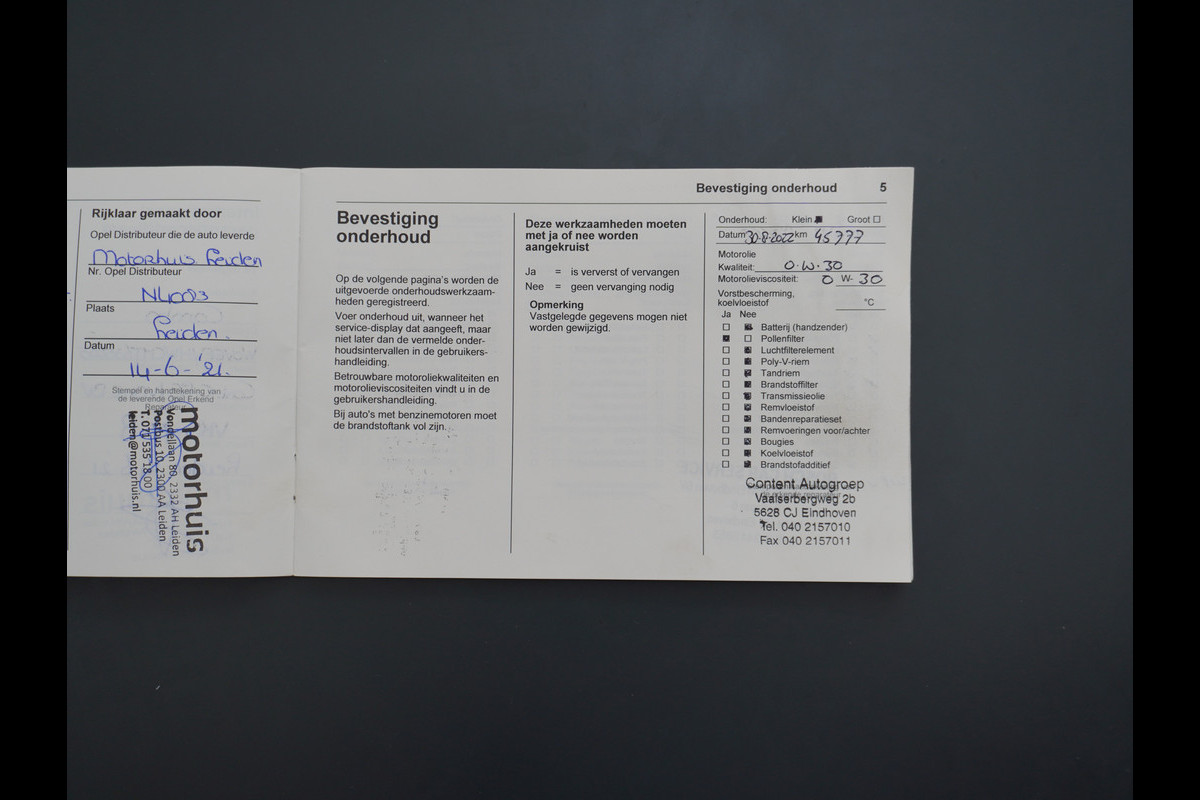 Bevestiging onderhoud 5
Rijklaar gemaakt door
Opel Distributeur die de auto leverde
Motorhuis Leiden
Nr. Opel Distributeur
NL1003
Plaats
Leiden
Datum
14-6-'21.
Stempel en handtekening van
de leverende Opel Erkend
Reparateur
motorhuis
Vondellaan 80, 2332 AH Leiden
Postbus 10, 2300 AA Leiden
T. 071 535 18 00
leiden@motorhuis.nl
Bevestiging
onderhoud
Op de volgende pagina's worden de
uitgevoerde onderhoudswerkzaam-
heden geregistreerd.
Voer onderhoud uit, wanneer het
service-display dat aangeeft, maar
niet later dan de vermelde onder-
houdsintervallen in de gebruikers-
handleiding.
Betrouwbare motoroliekwaliteiten en
motorolieviscositeiten vindt u in de
gebruikershandleiding.
Bij auto's met benzinemotoren moet
de brandstoftank vol zijn.
Deze werkzaamheden moeten
met ja of nee worden
aangekruist
Ja = is ververst of vervangen
Nee = geen vervanging nodig
Opmerking
Vastgelegde gegevens mogen niet
worden gewijzigd.
Onderhoud: Klein Groot
Datum 30-8-2022 km 45777
Motorolie
Kwaliteit: 0-W-30
Motorolieviscositeit: 0 W- 30
Vorstbescherming,
koelvloeistof °C
Ja Nee
Batterij (handzender)
Pollenfilter
Luchtfilterelement
Poly-V-riem
Tandriem
Brandstoffilter
Transmissieolie
Remvloeistof
Bandenreparatieset
Remvoeringen voor/achter
Bougies
Koelvloeistof
Brandstofadditief
Content Autogroep
Vaalserbergweg 2b
5628 CJ Eindhoven
Tel. 040 2157010
Fax 040 2157011